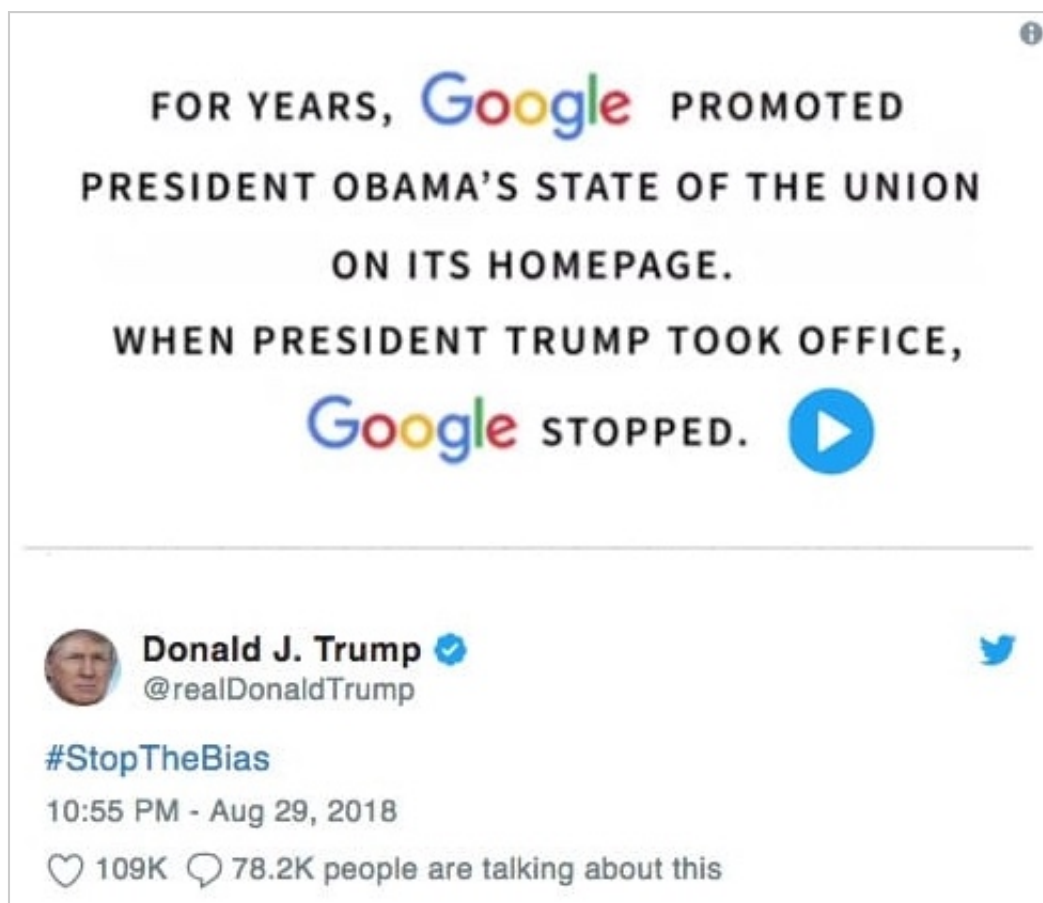 FOR YEARS, Google PROMOTED
PRESIDENT OBAMA'S STATE OF THE UNION
ON ITS HOMEPAGE.
WHEN PRESIDENT TRUMP TOOK OFFICE,
Google STOPPED.
Donald J. Trump
@realDonaldTrump
#StopTheBias
10:55 PM - Aug 29, 2018
109K 78.2K people are talking about this